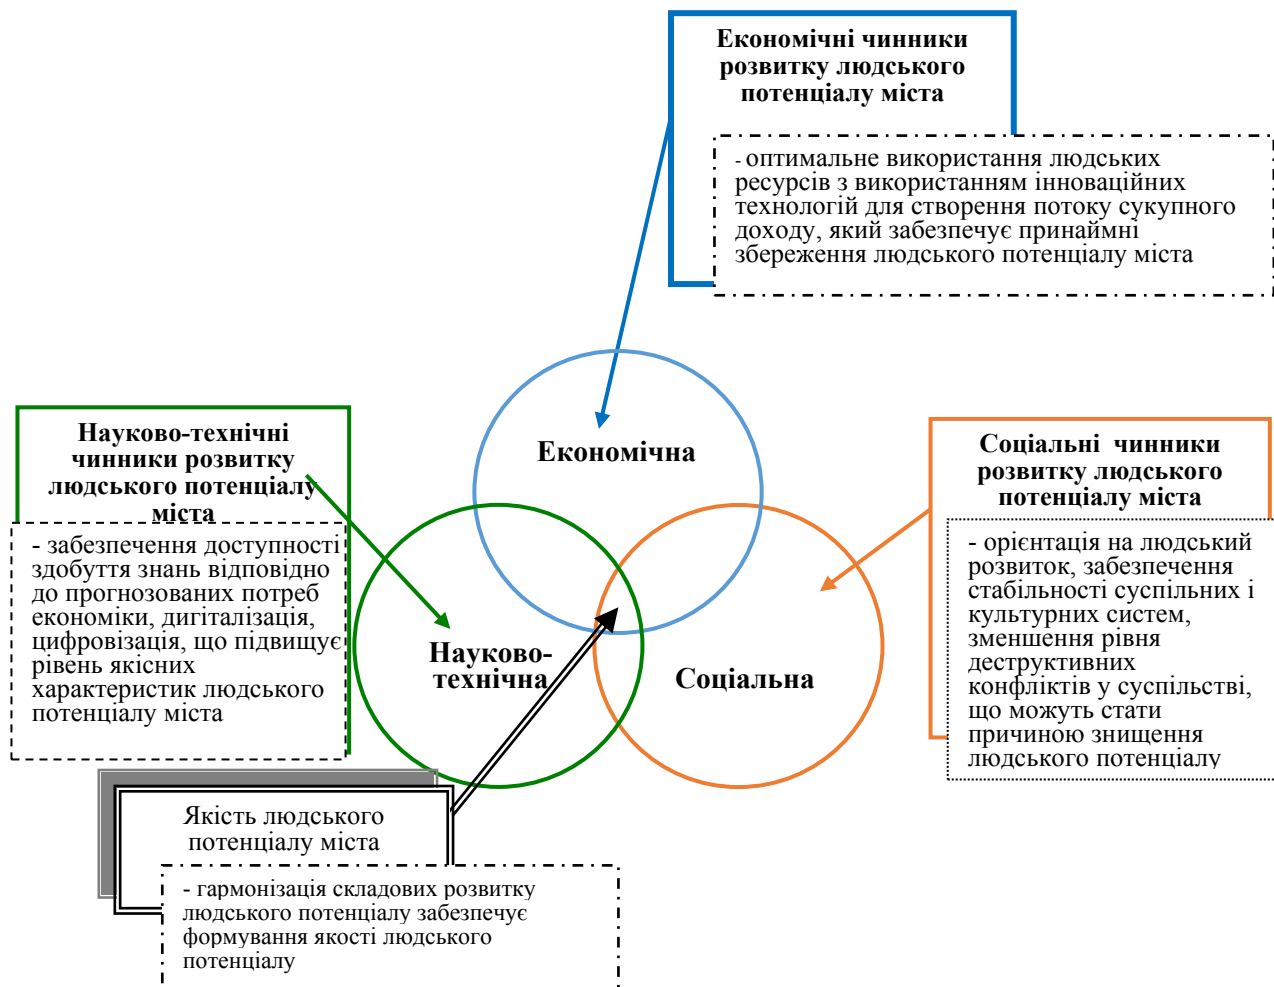 Економічні чинники
розвитку людського
потенціалу міста
- оптимальне використання людських
ресурсів з використанням інноваційних
технологій для створення потоку сукупного
доходу, який забезпечує принаймні
збереження людського потенціалу міста
Економічна
Науково-технічні
чинники розвитку
людського потенціалу
міста
- забезпечення доступності
здобуття знань відповідно
до прогнозованих потреб
економіки, дигіталізація,
цифровізація, що підвищує
рівень якісних
характеристик людського
потенціалу міста
Соціальні чинники
розвитку людського
потенціалу міста
- орієнтація на людський
розвиток, забезпечення
стабільності суспільних і
культурних систем,
зменшення рівня
деструктивних
конфліктів у суспільстві,
що можуть стати
причиною знищення
людського потенціалу
Науково-
технічна
Соціальна
Якість людського
потенціалу міста
- гармонізація складових розвитку
людського потенціалу забезпечує
формування якості людського
потенціалу